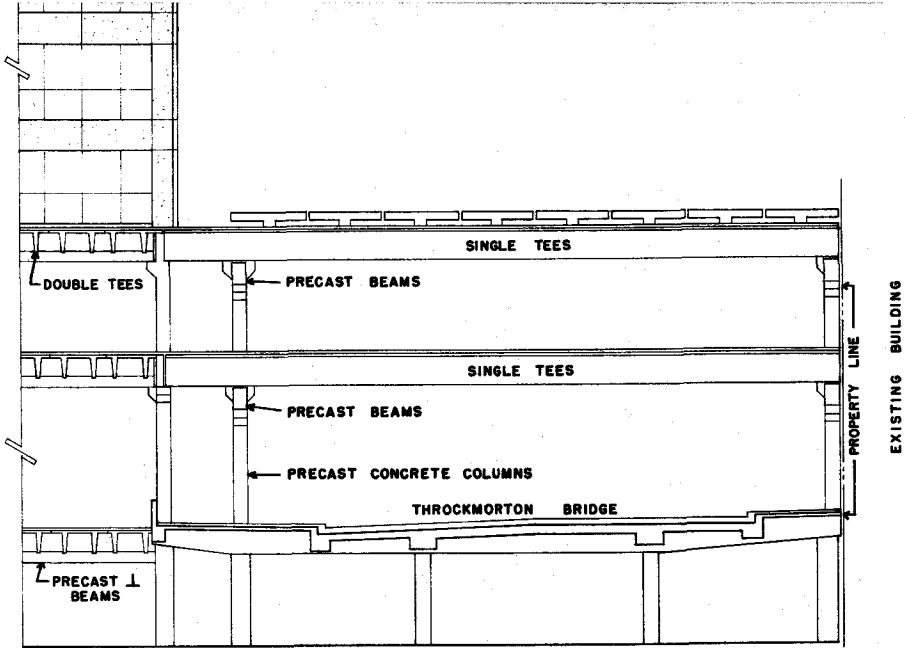 SINGLE TEES
DOUBLE TEES
PRECAST BEAMS
SINGLE TEES
PRECAST BEAMS
PRECAST CONCRETE COLUMNS
THROCKMORTON BRIDGE
PRECAST ⊥
BEAMS
PROPERTY LINE
EXISTING BUILDING